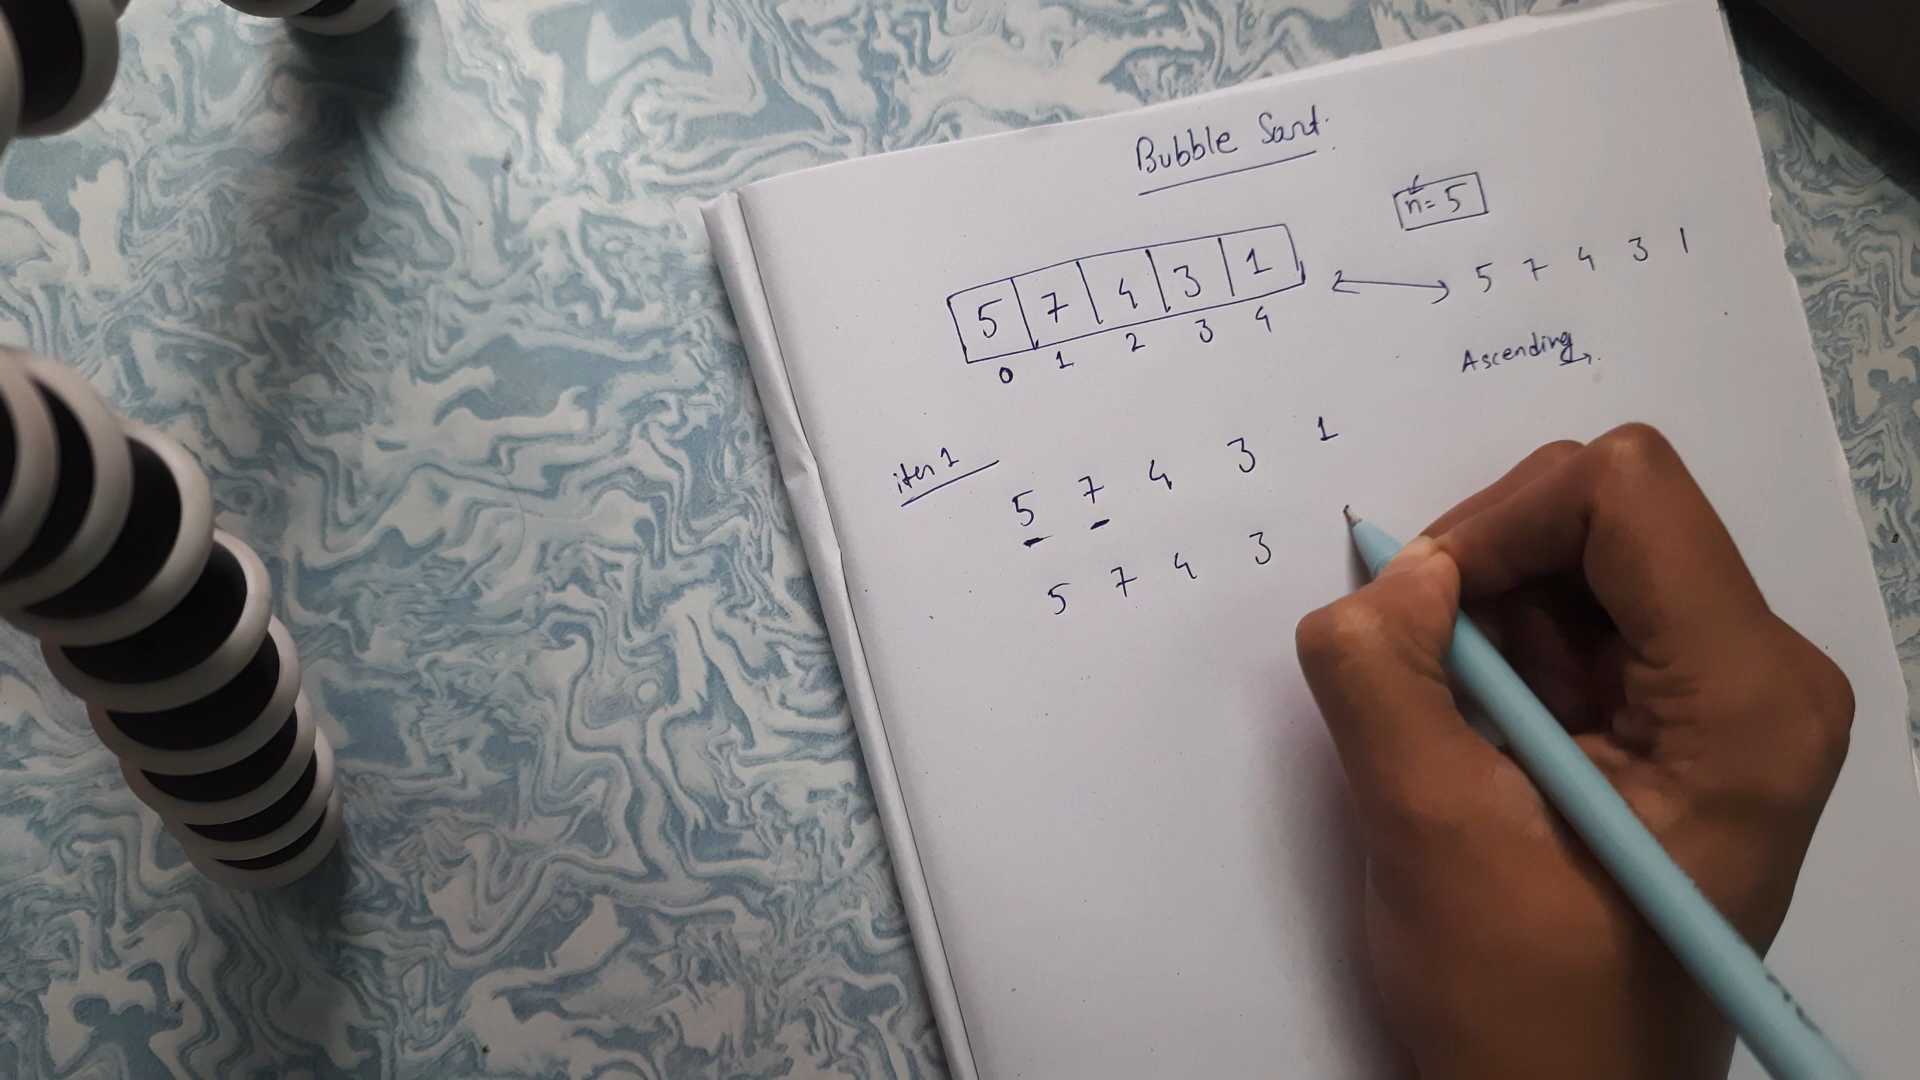 Bubble Sort.
n = 5
5 7 4 3 1
5 7 4 3 1
0 1 2 3 4
Ascending
iter 1
5 7 4 3 1
5 7 4 3